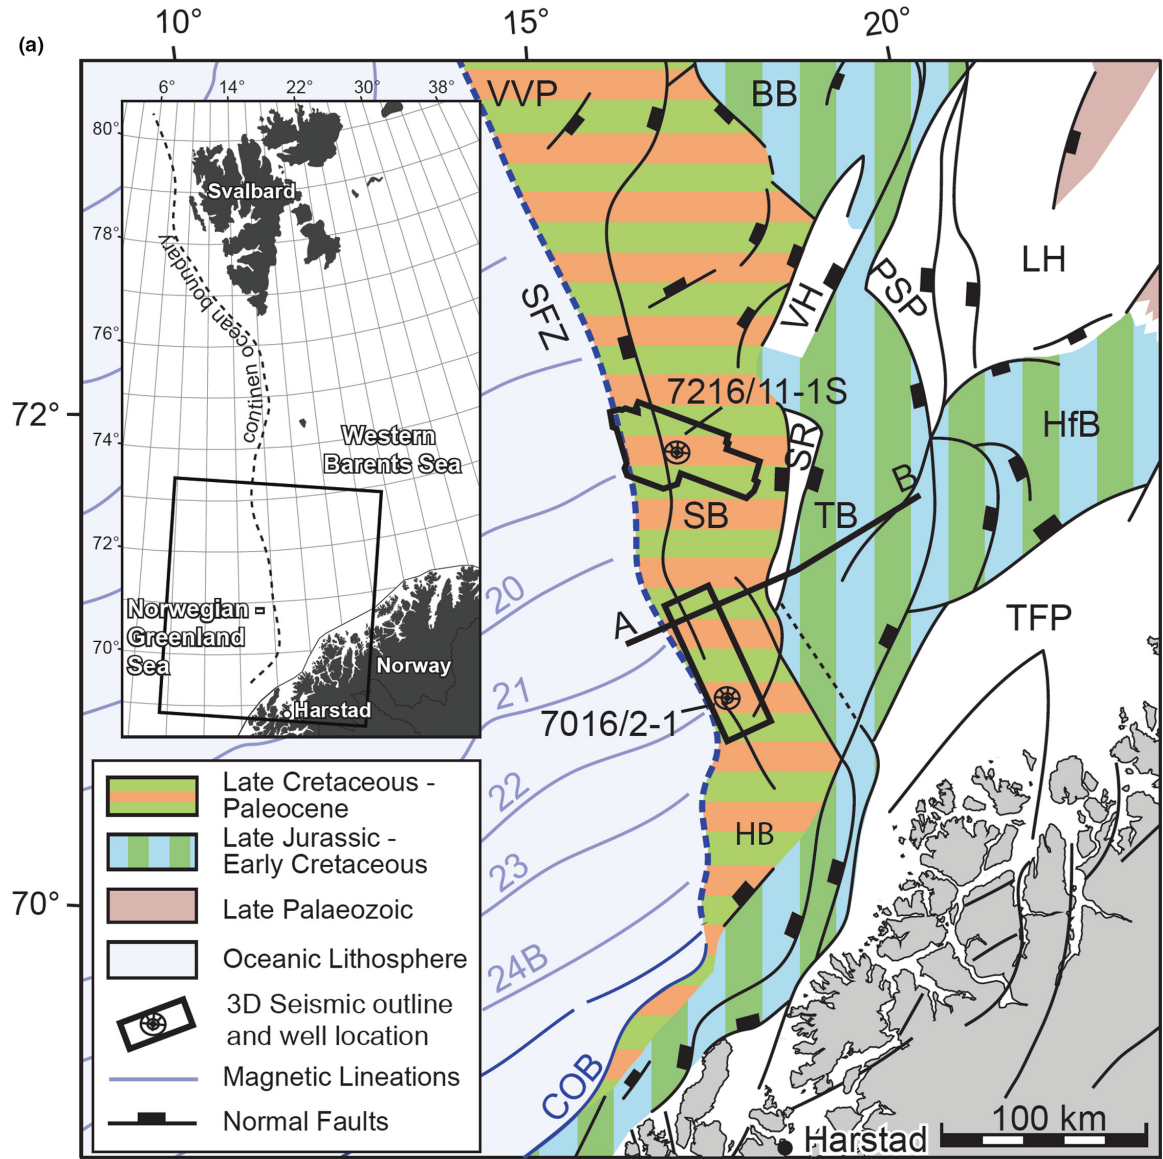 (a)
10°
15°
20°
6°
14°
22°
30°
38°
80°
78°
76°
74°
72°
70°
Svalbard
continen ocean boundary
Western
Barents Sea
Norwegian -
Greenland
Sea
Norway
Harstad
72°
70°
VVP
BB
SFZ
VH
PSP
LH
7216/11-1S
SR
HfB
SB
TB
B
A
TFP
7016/2-1
HB
20
21
22
23
24B
COB
Late Cretaceous -
Paleocene
Late Jurassic -
Early Cretaceous
Late Palaeozoic
Oceanic Lithosphere
3D Seismic outline
and well location
Magnetic Lineations
Normal Faults
100 km
Harstad